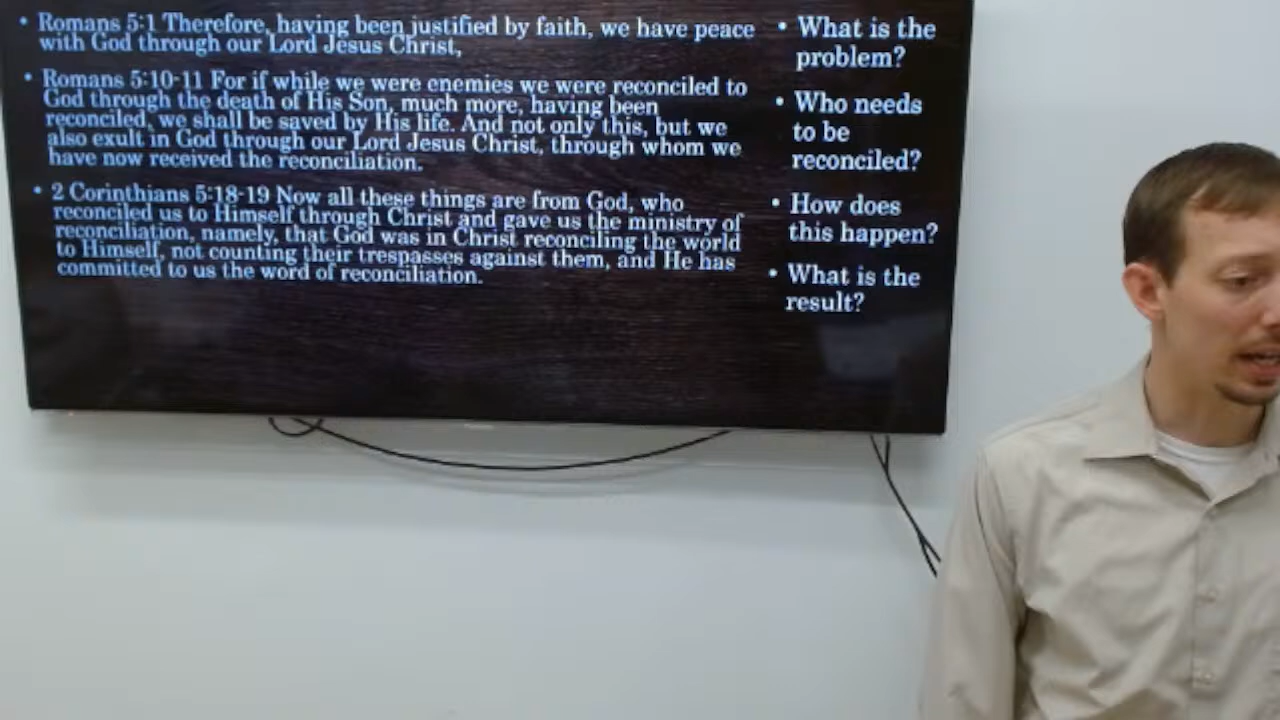 • Romans 5:1 Therefore, having been justified by faith, we have peace
with God through our Lord Jesus Christ,
• Romans 5:10-11 For if while we were enemies we were reconciled to
God through the death of His Son, much more, having been
reconciled, we shall be saved by His life. And not only this, but we
also exult in God through our Lord Jesus Christ, through whom we
have now received the reconciliation.
• 2 Corinthians 5:18-19 Now all these things are from God, who
reconciled us to Himself through Christ and gave us the ministry of
reconciliation, namely, that God was in Christ reconciling the world
to Himself, not counting their trespasses against them, and He has
committed to us the word of reconciliation.
• What is the
problem?
• Who needs
to be
reconciled?
• How does
this happen?
• What is the
result?